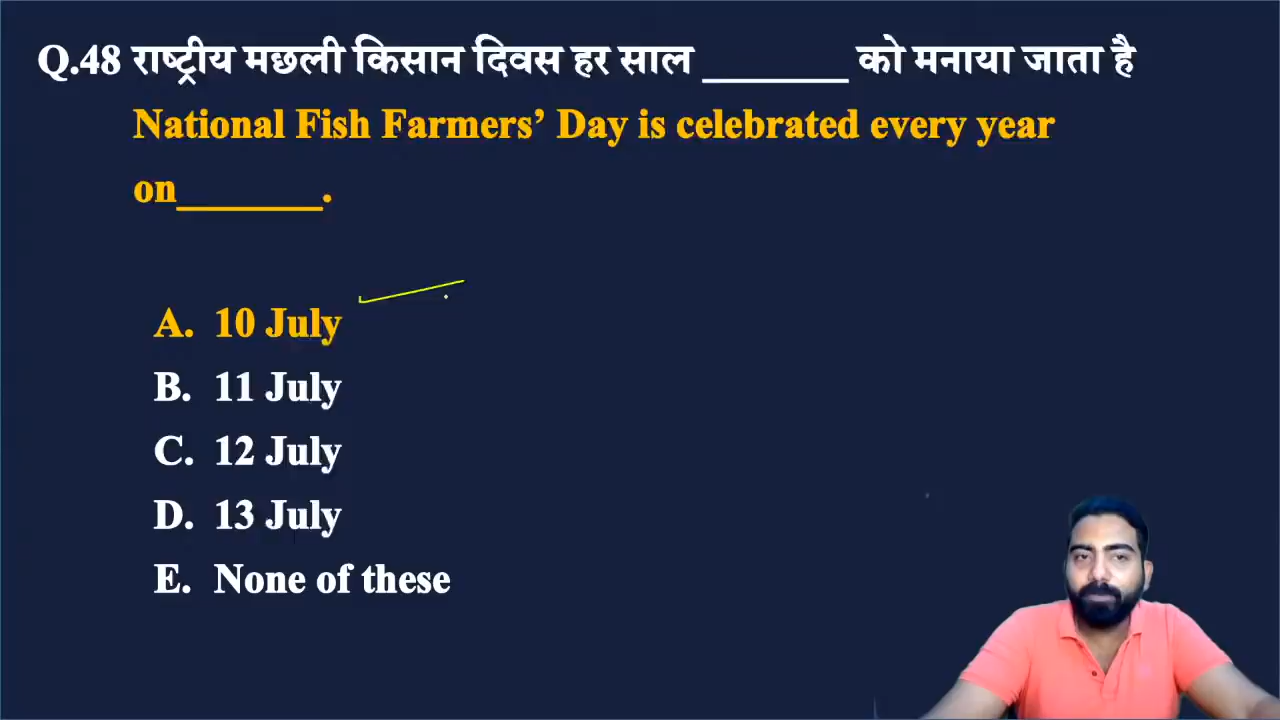 Q.48 राष्ट्रीय मछली किसान दिवस हर साल _______ को मनाया जाता है
National Fish Farmers’ Day is celebrated every year
on_______.
A. 10 July
B. 11 July
C. 12 July
D. 13 July
E. None of these